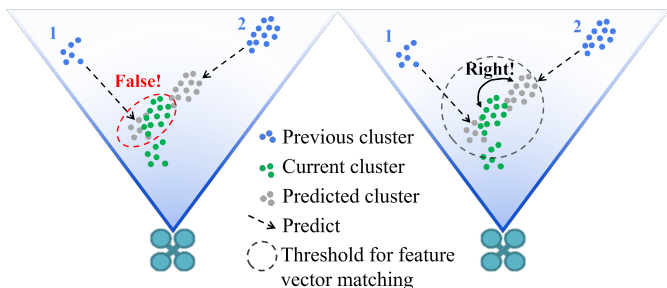 1
2
False!
1
2
Right!
Previous cluster
Current cluster
Predicted cluster
Predict
Threshold for feature
vector matching